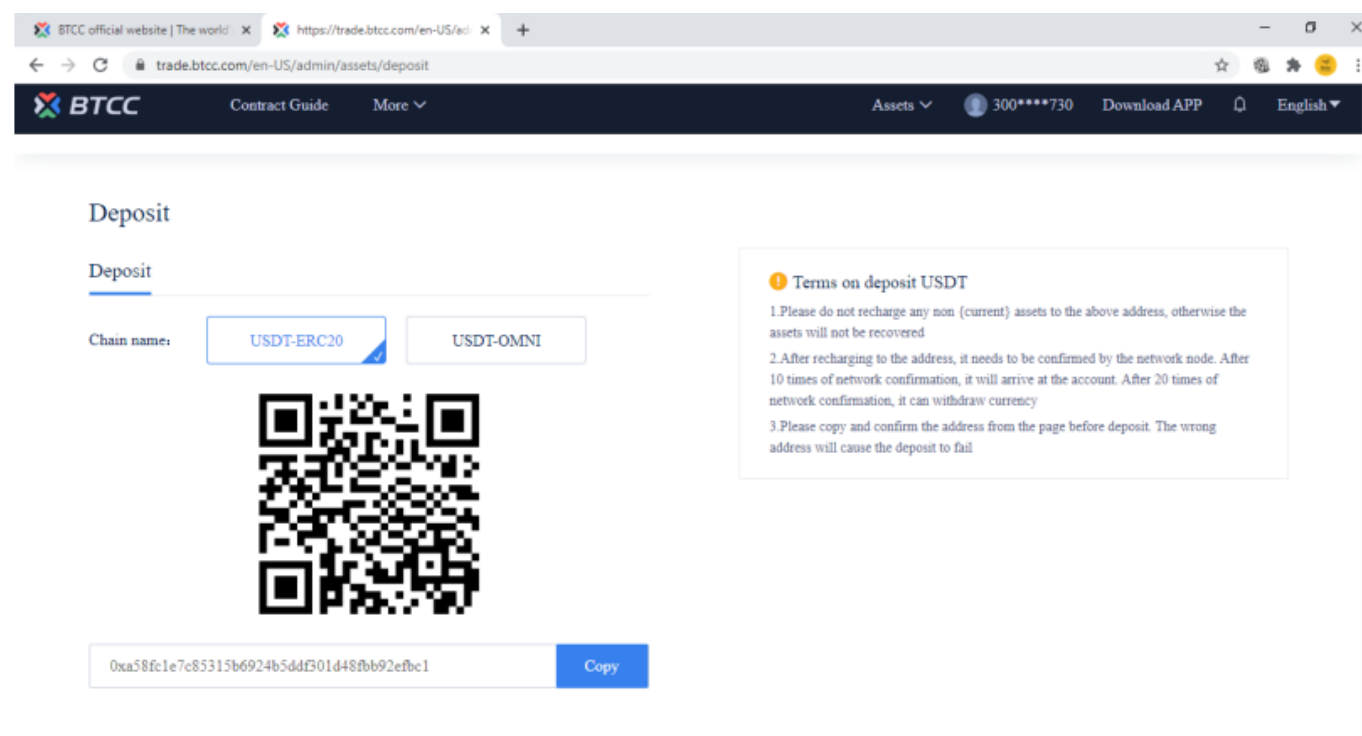 BTCC official website | The world'
https://trade.btcc.com/en-US/ad
trade.btcc.com/en-US/admin/assets/deposit
BTCC Contract Guide More Assets 300****730 Download APP English
Deposit
Deposit
Chain name: USDT-ERC20 USDT-OMNI
0xa58fc1e7c85315b6924b5ddf301d48fbb92efbc1 Copy
Terms on deposit USDT
1.Please do not recharge any non {current} assets to the above address, otherwise the
assets will not be recovered
2.After recharging to the address, it needs to be confirmed by the network node. After
10 times of network confirmation, it will arrive at the account. After 20 times of
network confirmation, it can withdraw currency
3.Please copy and confirm the address from the page before deposit. The wrong
address will cause the deposit to fail